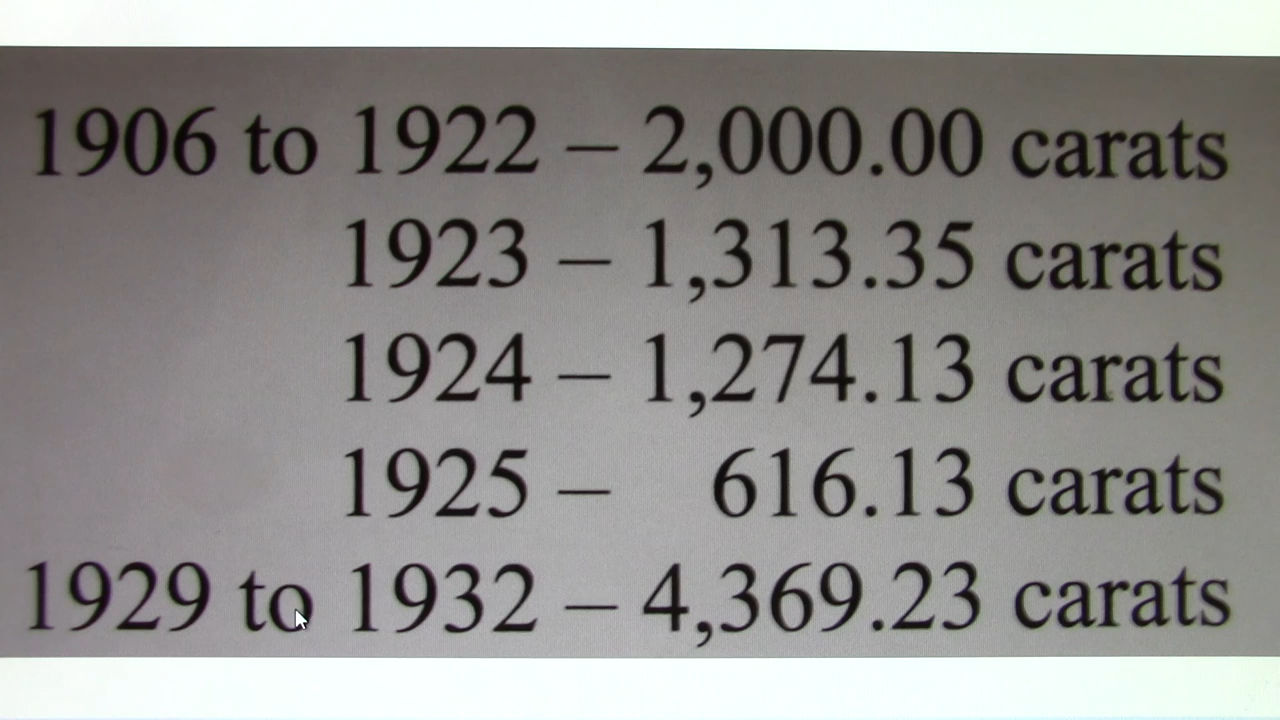 1906 to 1922 – 2,000.00 carats
1923 – 1,313.35 carats
1924 – 1,274.13 carats
1925 – 616.13 carats
1929 to 1932 – 4,369.23 carats